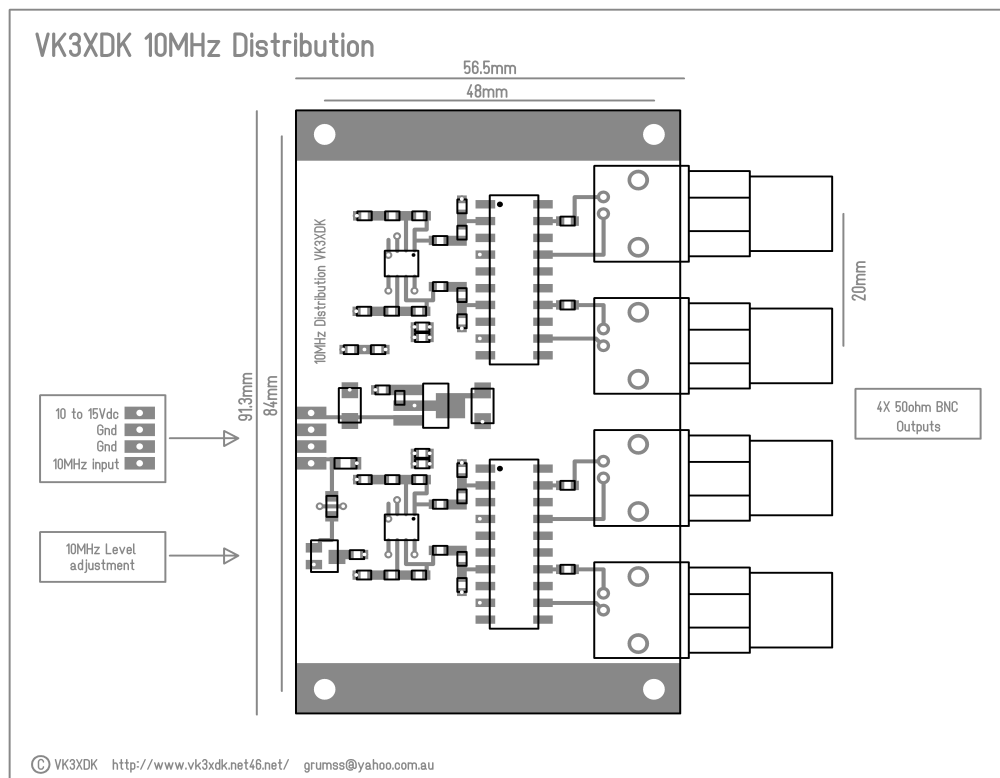 VK3XDK 10MHz Distribution
56.5mm
48mm
10MHz Distribution VK3XDK
20mm
91.3mm
84mm
10 to 15Vdc
Gnd
Gnd
10MHz input
4X 50ohm BNC
Outputs
10MHz Level
adjustment
© VK3XDK http://www.vk3xdk.net46.net/ grumss@yahoo.com.au